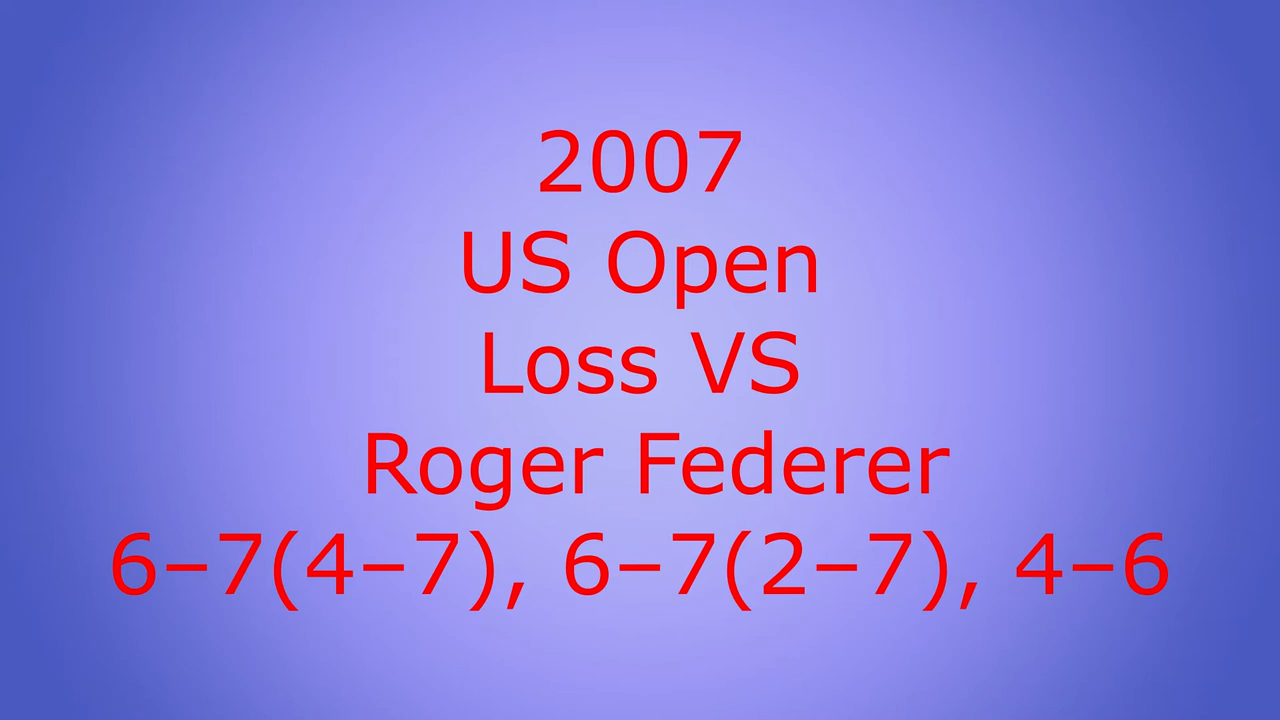 2007
US Open
Loss VS
Roger Federer
6–7(4–7), 6–7(2–7), 4–6